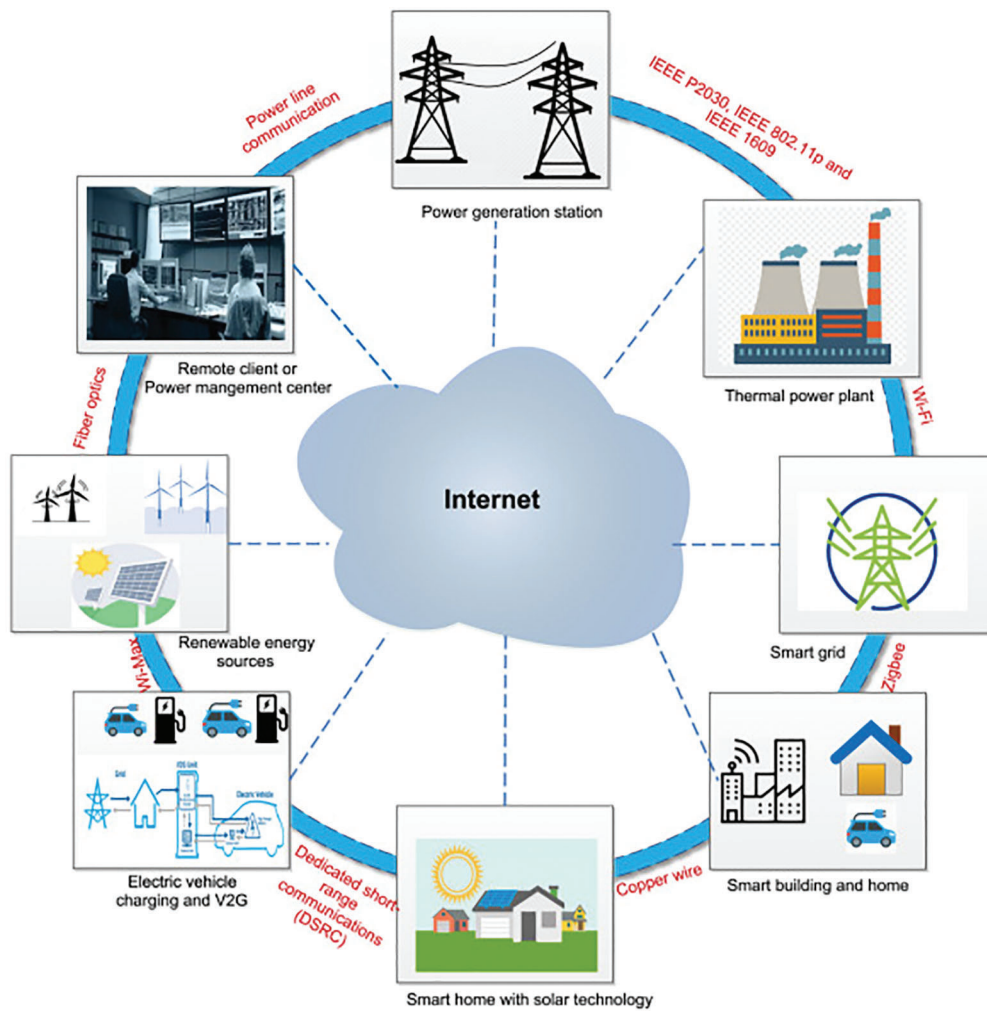 Power line
communication
IEEE P2030, IEEE 802.11p and
IEEE 1609
Power generation station
Remote client or
Power mangement center
Thermal power plant
Fiber optics
Wi-Fi
Internet
Renewable energy
sources
Smart grid
Wi-Max
Zigbee
Grid
Electric Vehicle
Electric vehicle
charging and V2G
Dedicated short-
range
communications
(DSRC)
Copper wire
Smart building and home
Smart home with solar technology